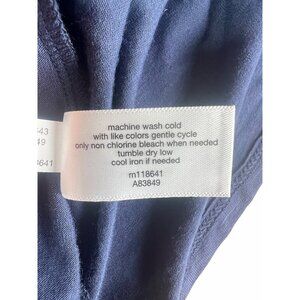 machine wash cold
with like colors gentle cycle
only non chlorine bleach when needed
tumble dry low
cool iron if needed
rn118641
A83849